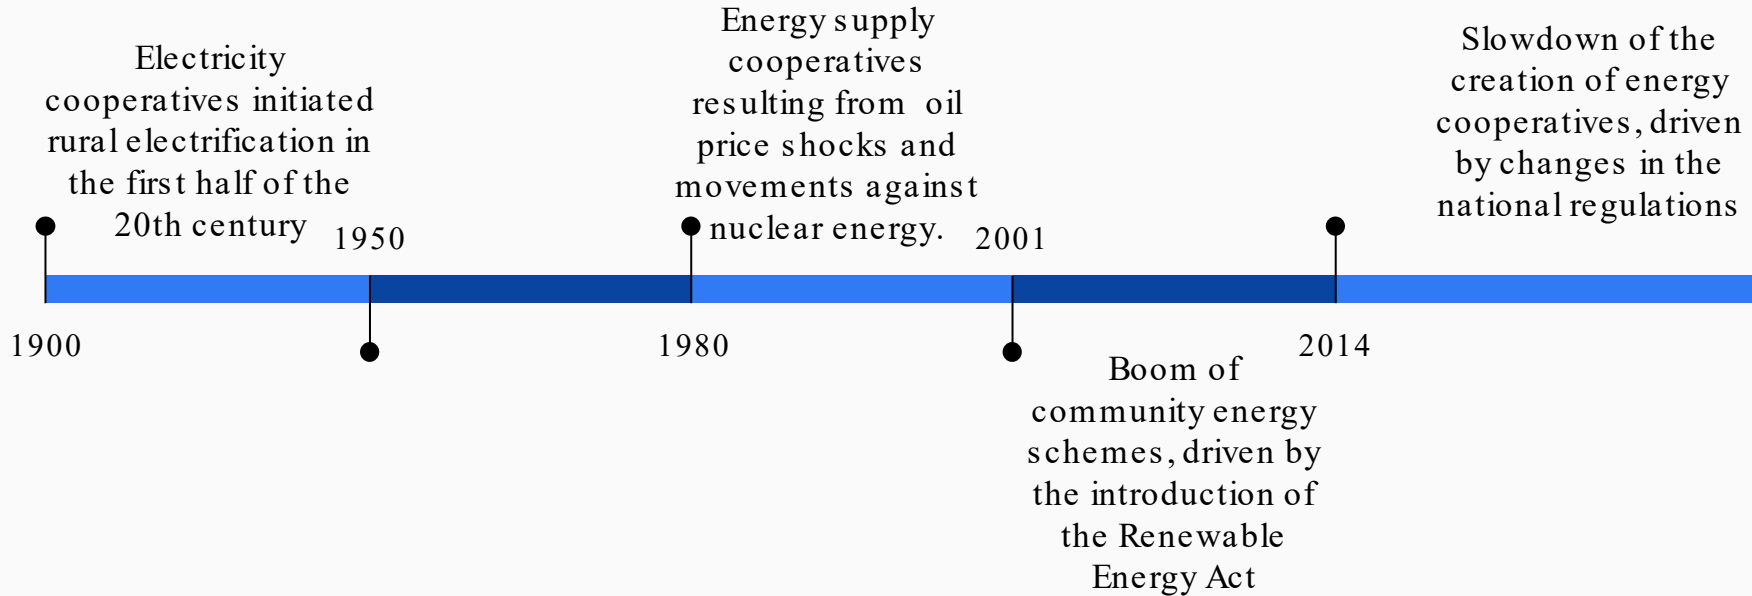 Electricity
cooperatives initiated
rural electrification in
the first half of the
20th century
1950
Energy supply
cooperatives
resulting from oil
price shocks and
movements against
nuclear energy.
2001
Slowdown of the
creation of energy
cooperatives, driven
by changes in the
national regulations
1900
1980
2014
Boom of
community energy
schemes, driven by
the introduction of
the Renewable
Energy Act